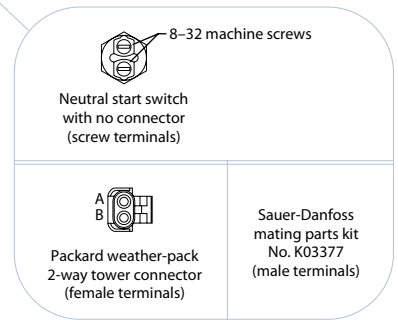 8–32 machine screws
Neutral start switch
with no connector
(screw terminals)
A
B
Packard weather-pack
2-way tower connector
(female terminals)
Sauer-Danfoss
mating parts kit
No. K03377
(male terminals)